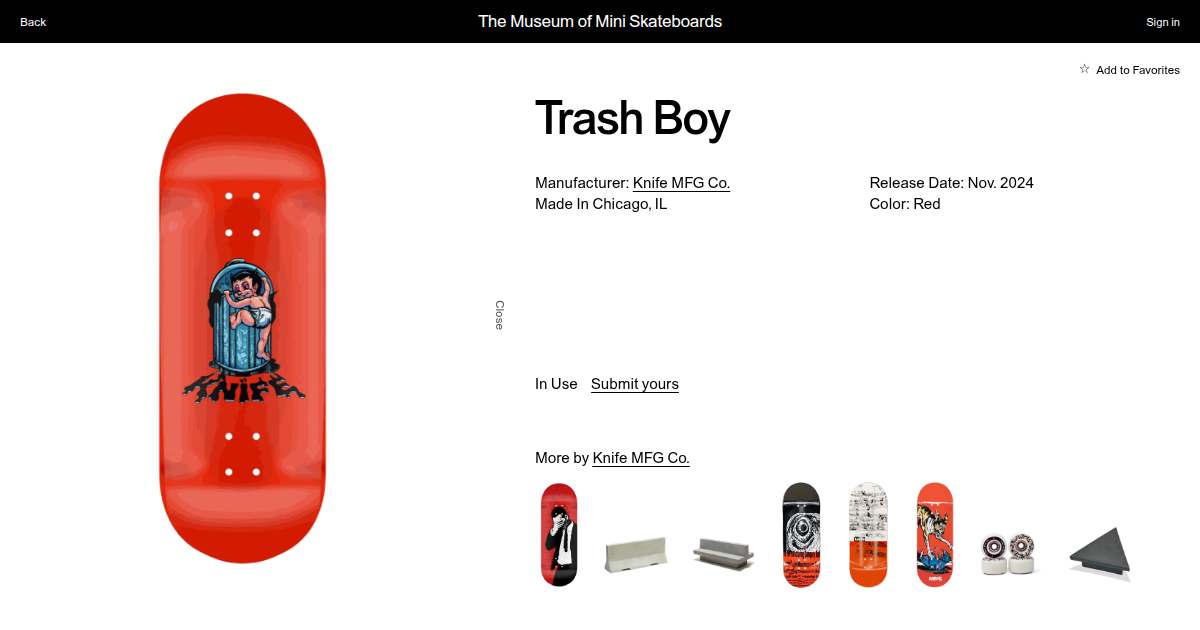 Back
The Museum of Mini Skateboards
Sign in
☆ Add to Favorites
Trash Boy
Manufacturer: Knife MFG Co.
Made In Chicago, IL
Release Date: Nov. 2024
Color: Red
KNIFE
Close
In Use Submit yours
More by Knife MFG Co.